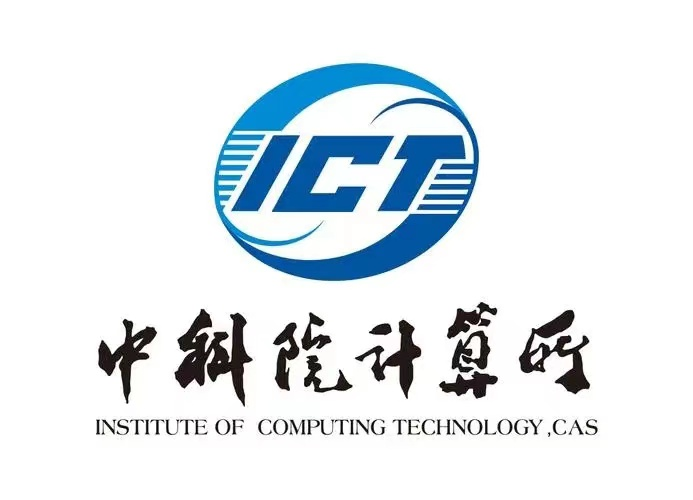 ICT
中科院计算所
INSTITUTE OF COMPUTING TECHNOLOGY,CAS